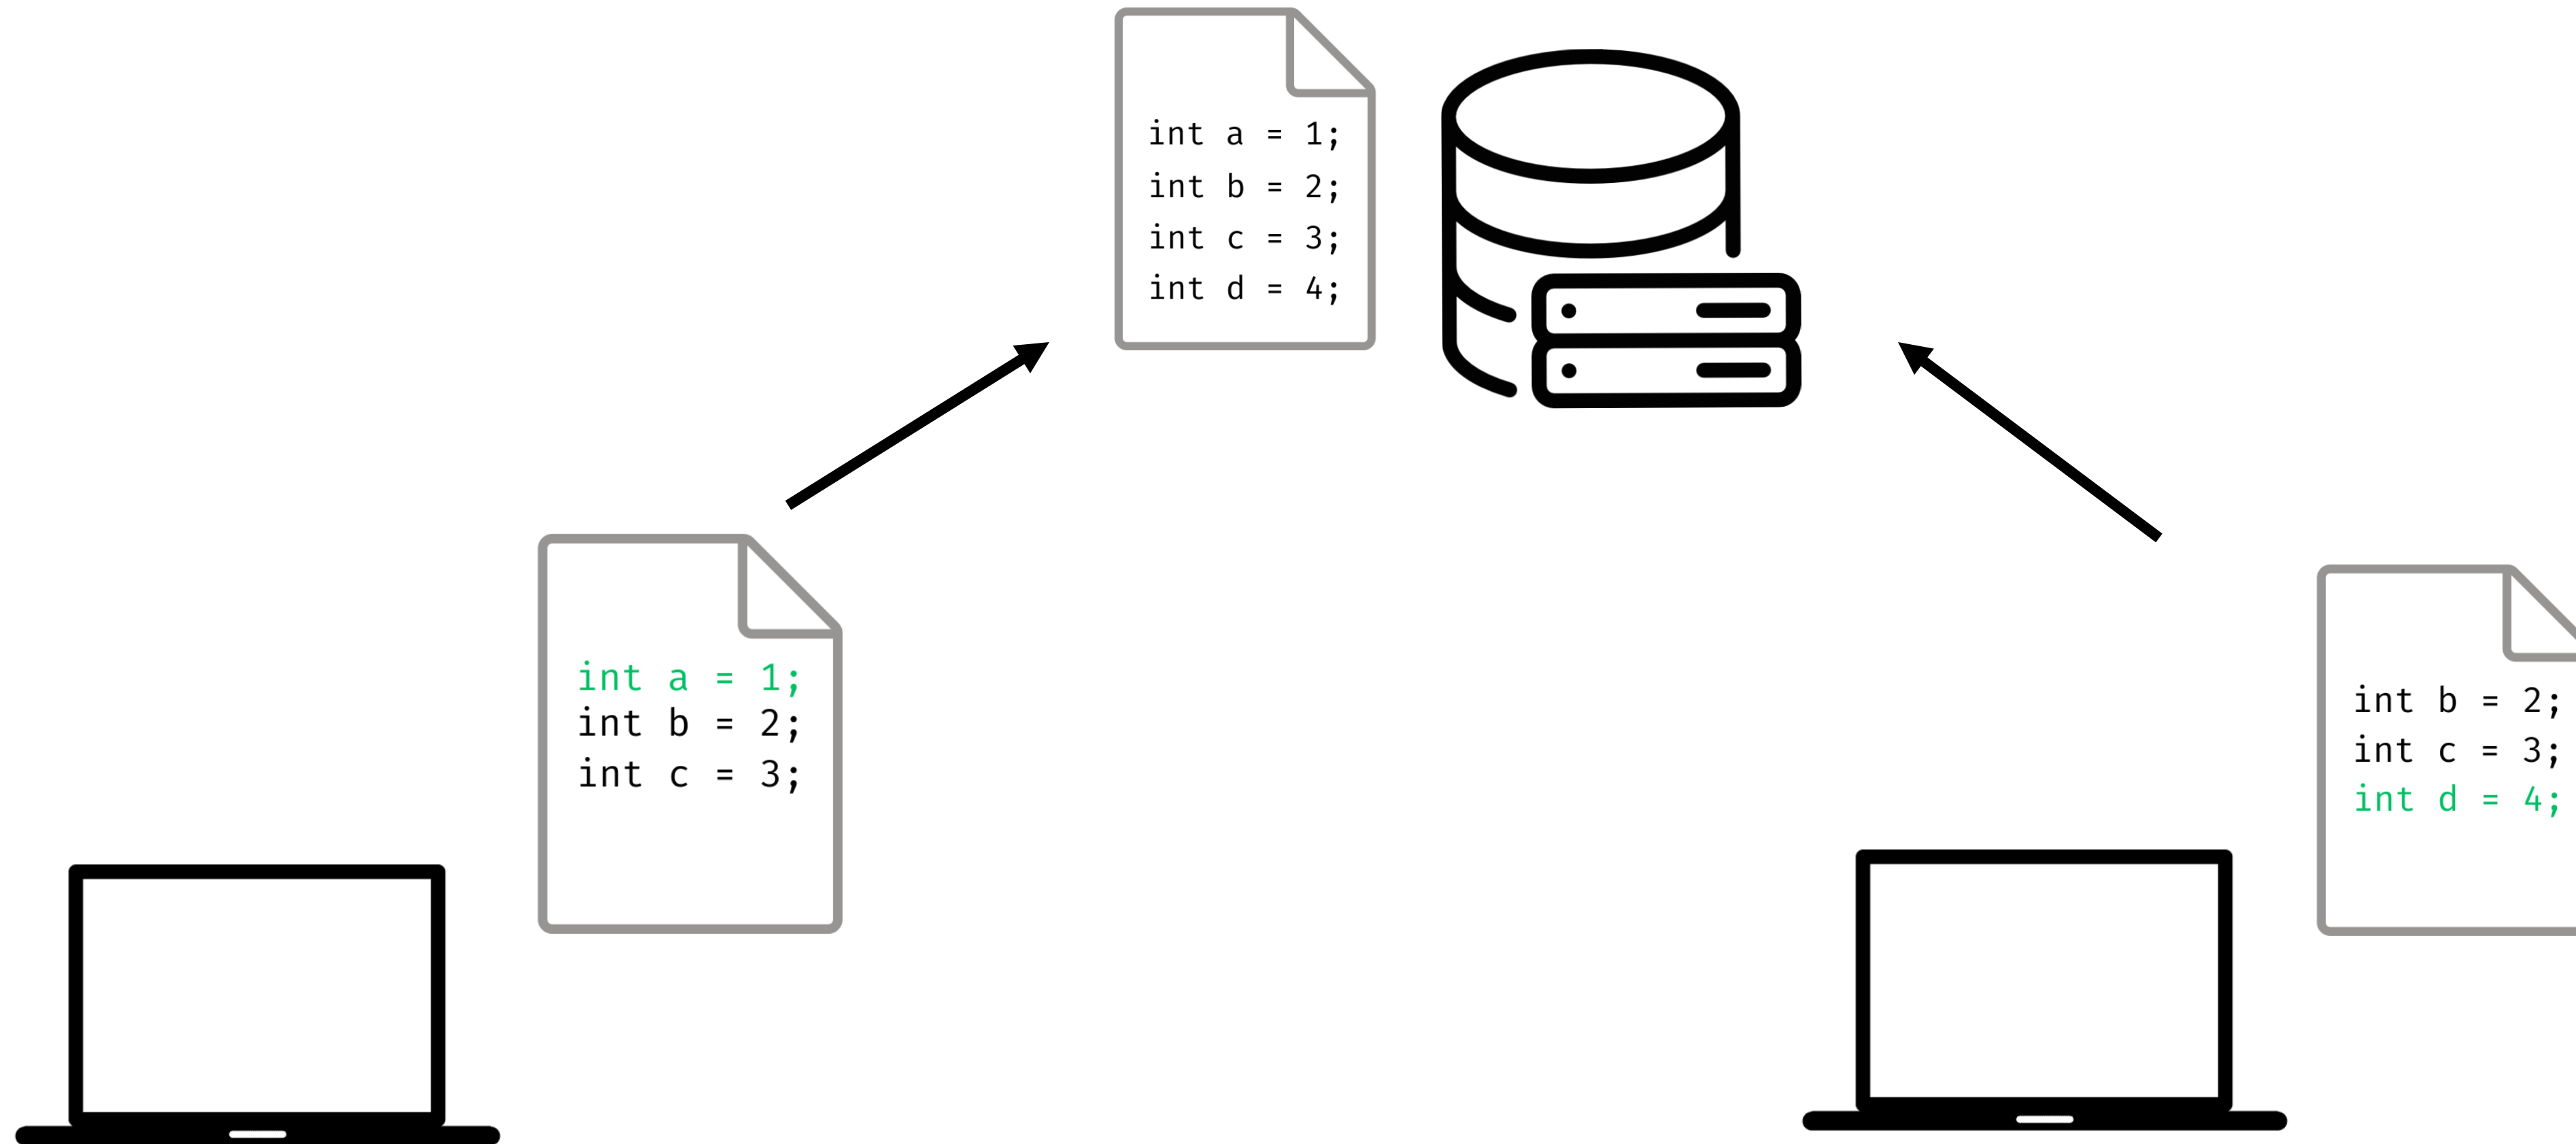 int a = 1;
int b = 2;
int c = 3;
int d = 4;
int a = 1;
int b = 2;
int c = 3;
int b = 2;
int c = 3;
int d = 4;